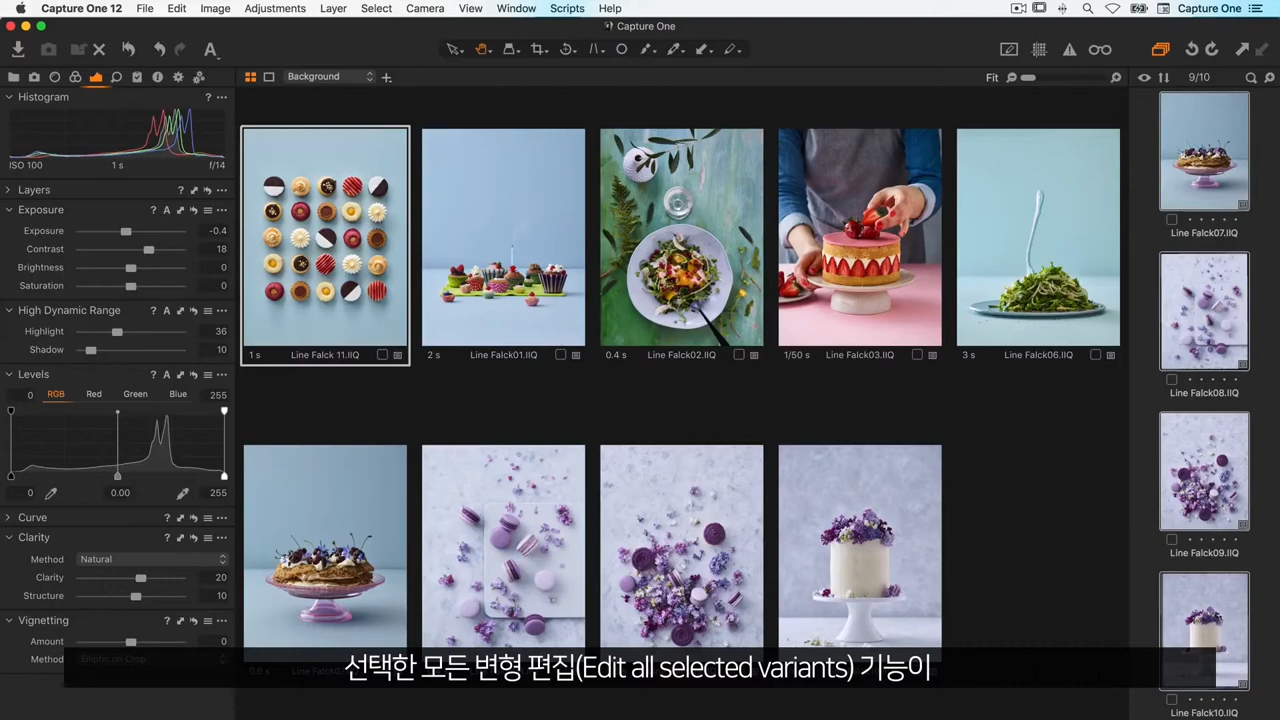 Capture One 12 File Edit View Image Adjustments Layer Select Camera View Window Scripts Help Capture One
Capture One
Background
Fit
9/10
Histogram ?
ISO 100 1 s f/14
Layers ?
Exposure ? A
Exposure -0.4
Contrast 18
Brightness 0
Saturation 0
High Dynamic Range ? A
Highlight 36
Shadow 10
Levels ? A
0 RGB Red Green Blue 255
0 0.00 255
Curve ?
Clarity ?
Method Natural
Clarity 20
Structure 10
Vignetting ?
Amount 0
Method Elliptic on Crop
1 s Line Falck 11.IIQ
2 s Line Falck01.IIQ
0.4 s Line Falck02.IIQ
1/50 s Line Falck03.IIQ
3 s Line Falck06.IIQ
Line Falck07.IIQ
Line Falck08.IIQ
Line Falck09.IIQ
Line Falck10.IIQ
선택한 모든 변형 편집(Edit all selected variants) 기능이